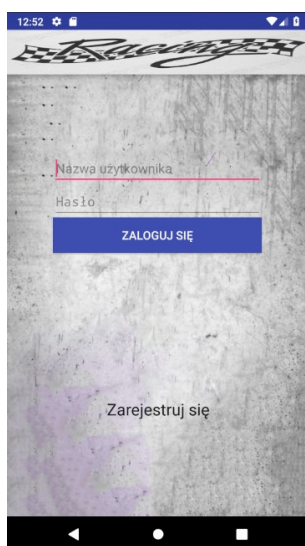 12:52
Racing
Nazwa użytkownika
Hasło
ZALOGUJ SIĘ
Zarejestruj się